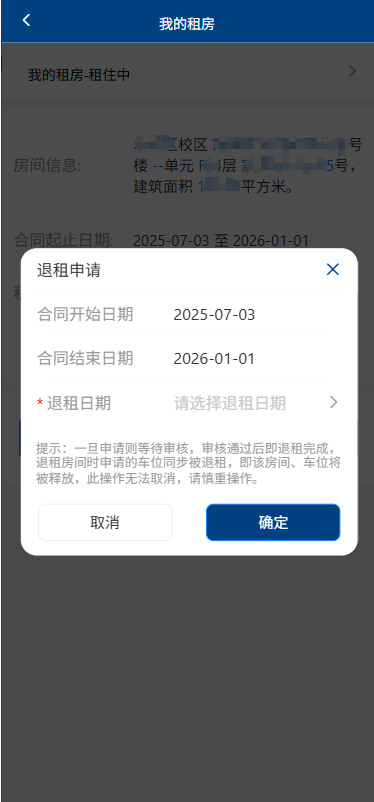 我的租房
我的租房-租住中
区校区 号
房间信息: 楼 --单元 层 5号，
建筑面积 1 平方米。
合同起止日期: 2025-07-03 至 2026-01-01
退租申请
合同开始日期 2025-07-03
合同结束日期 2026-01-01
* 退租日期 请选择退租日期
提示：一旦申请则等待审核，审核通过后即退租完成，
退租房间时申请的车位同步被退租，即该房间、车位将
被释放，此操作无法取消，请慎重操作。
取消 确定